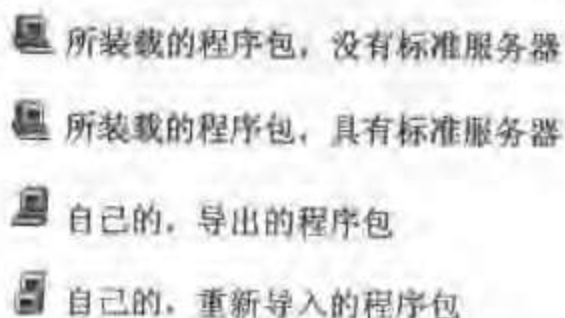 所装载的程序包，没有标准服务器
所装载的程序包，具有标准服务器
自己的，导出的程序包
自己的，重新导入的程序包